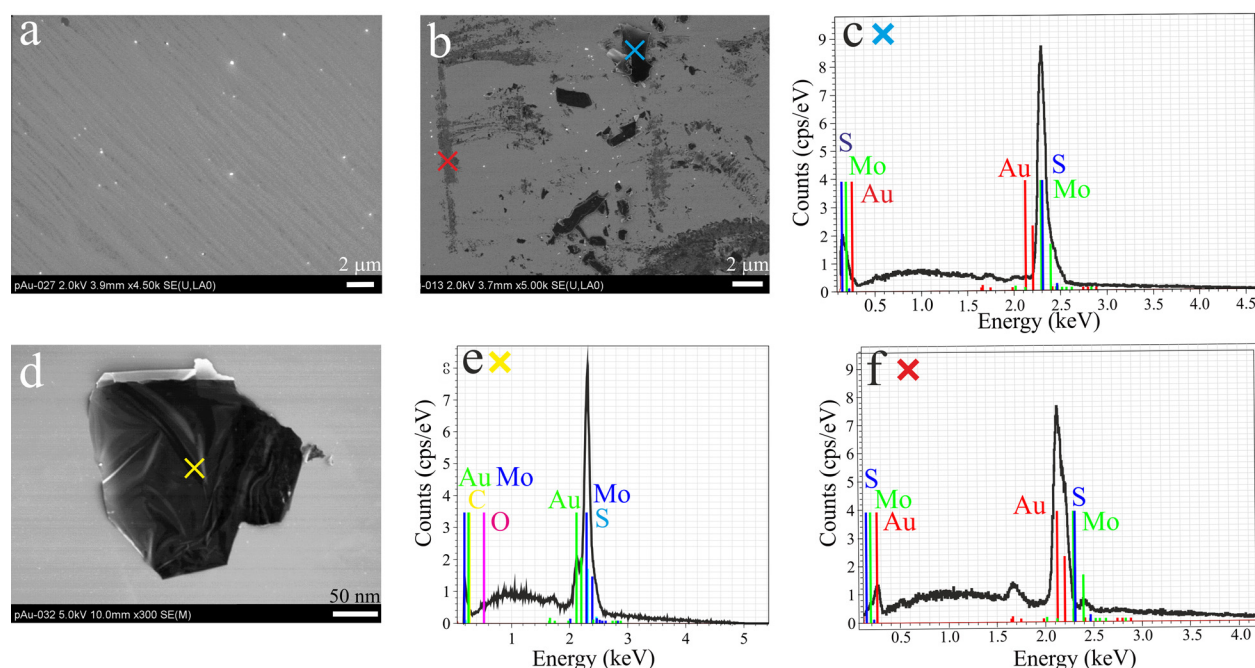 a
2 µm
pAu-027 2.0kV 3.9mm x4.50k SE(U,LA0)
b
2 µm
-013 2.0kV 3.7mm x5.00k SE(U,LA0)
c
Counts (cps/eV)
9
8
7
6
5
4
3
2
1
0
S
Mo
Au
Au
S
Mo
0.5 1.0 1.5 2.0 2.5 3.0 3.5 4.0 4.5
Energy (keV)
d
50 nm
pAu-032 5.0kV 10.0mm x300 SE(M)
e
Counts (cps/eV)
8
7
6
5
4
3
2
1
0
Au Mo
C
O
Au
Mo
S
1 2 3 4 5
Energy (keV)
f
Counts (cps/eV)
9
8
7
6
5
4
3
2
1
0
S
Mo
Au
Au
S
Mo
0.5 1.0 1.5 2.0 2.5 3.0 3.5 4.0
Energy (keV)